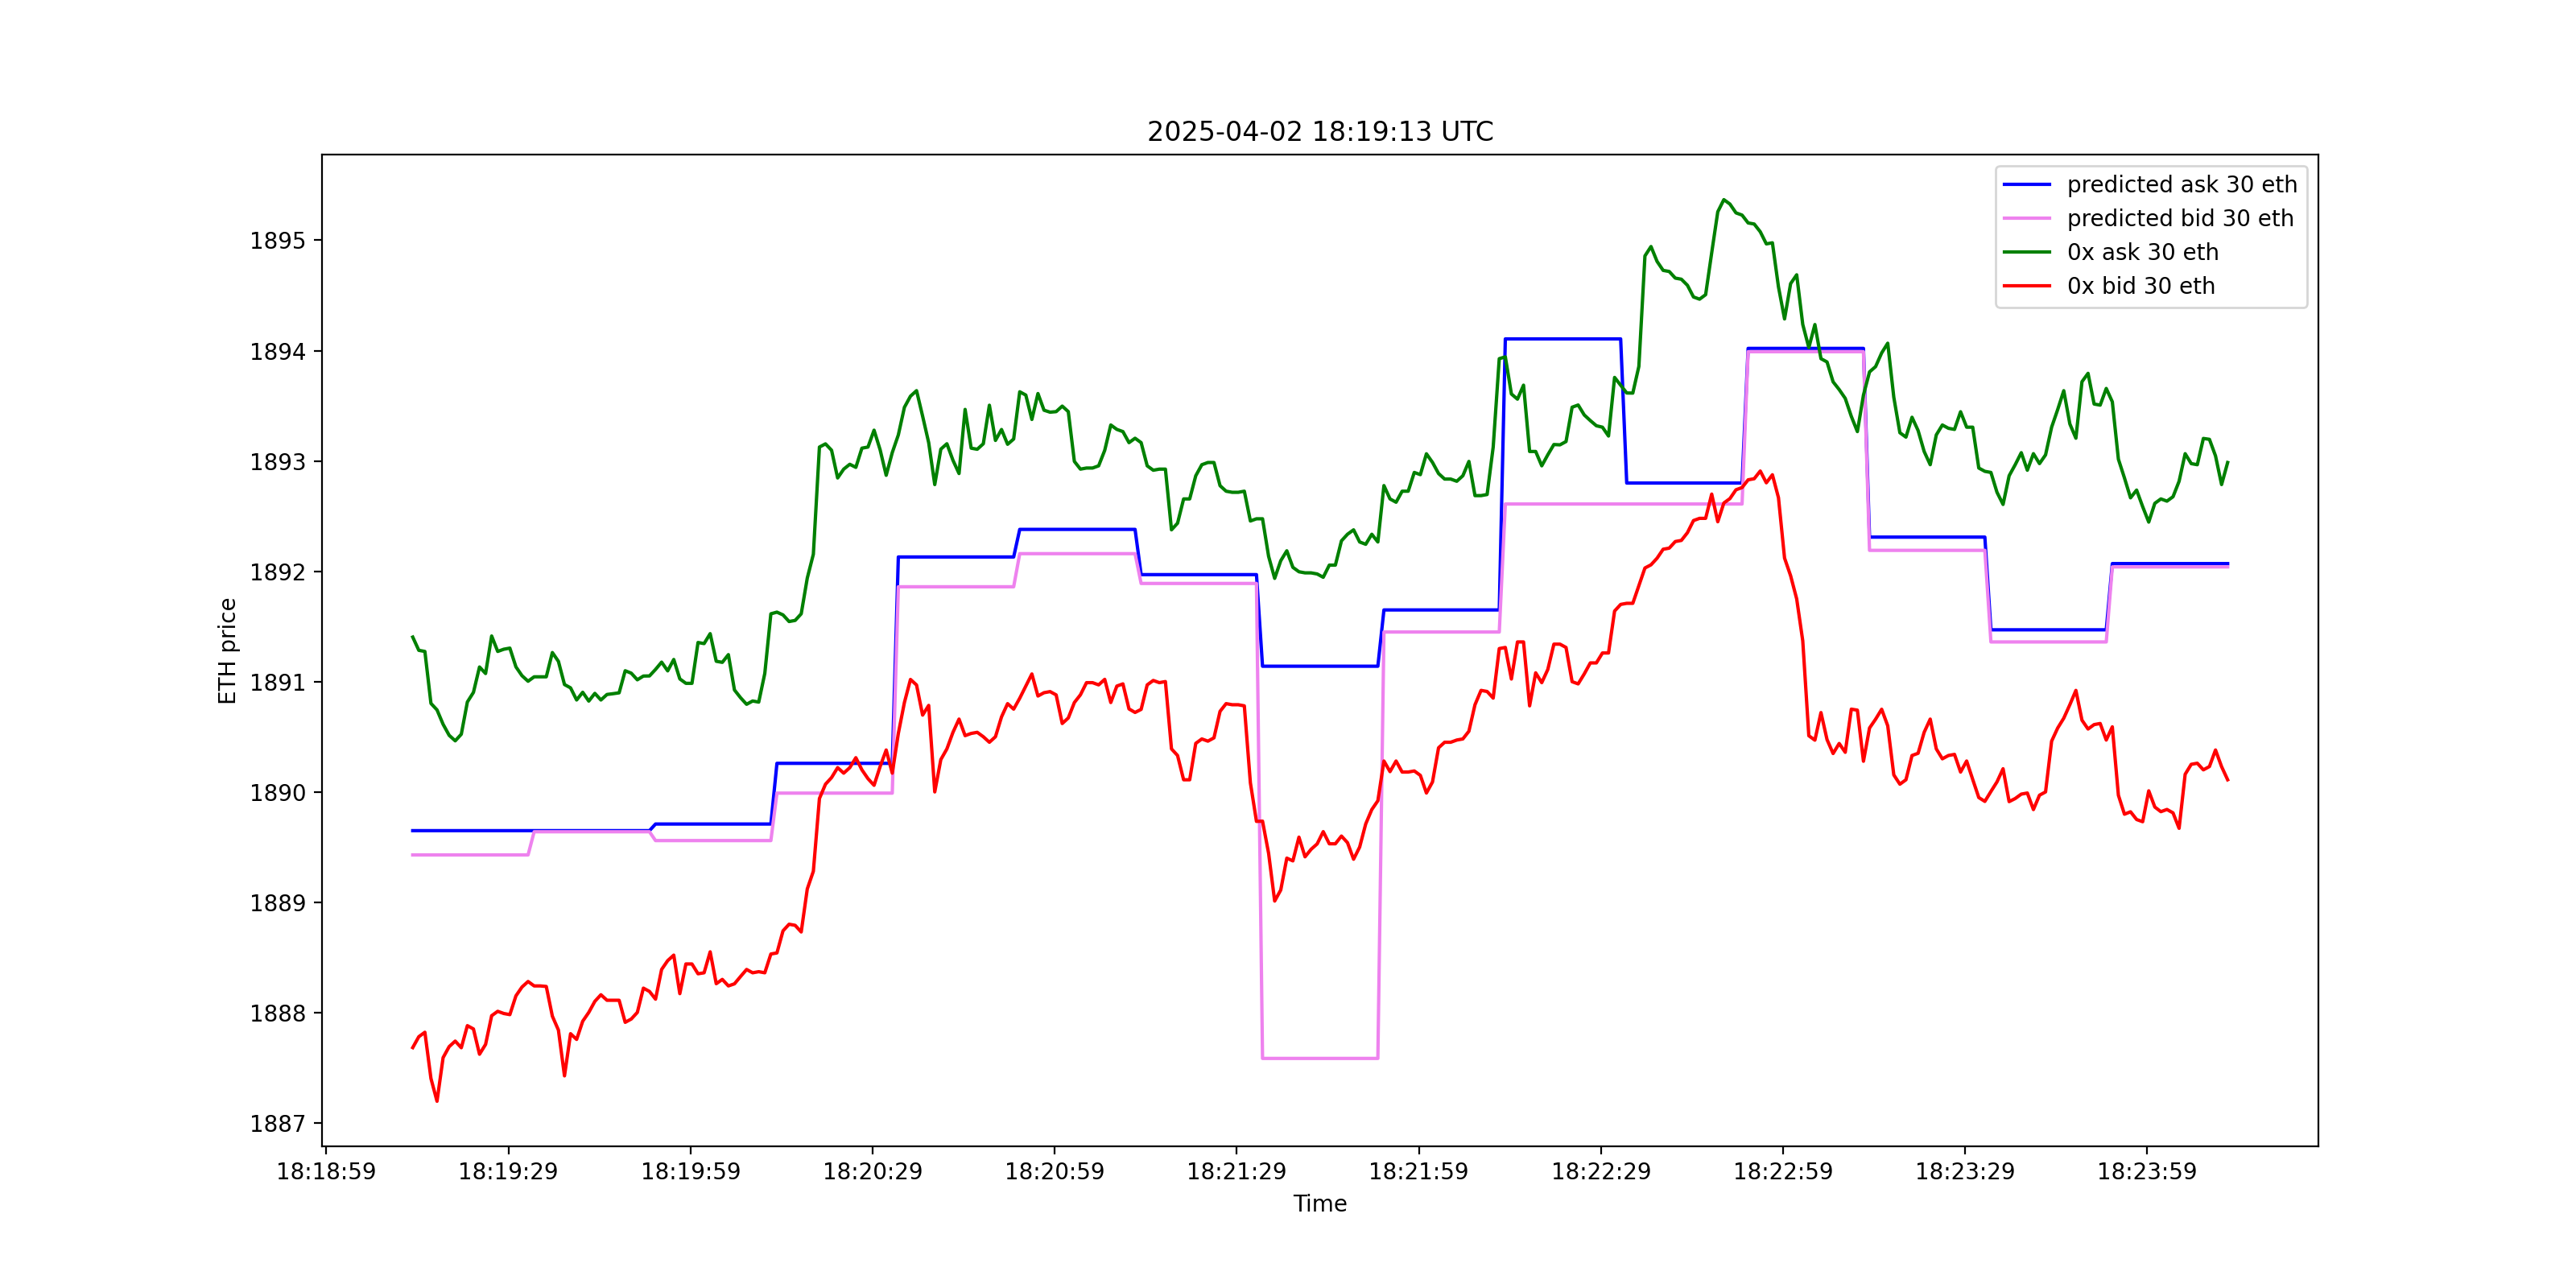 2025-04-02 18:19:13 UTC
predicted ask 30 eth
predicted bid 30 eth
0x ask 30 eth
0x bid 30 eth
1895
1894
1893
1892
1891
1890
1889
1888
1887
ETH price
18:18:59 18:19:29 18:19:59 18:20:29 18:20:59 18:21:29 18:21:59 18:22:29 18:22:59 18:23:29 18:23:59
Time